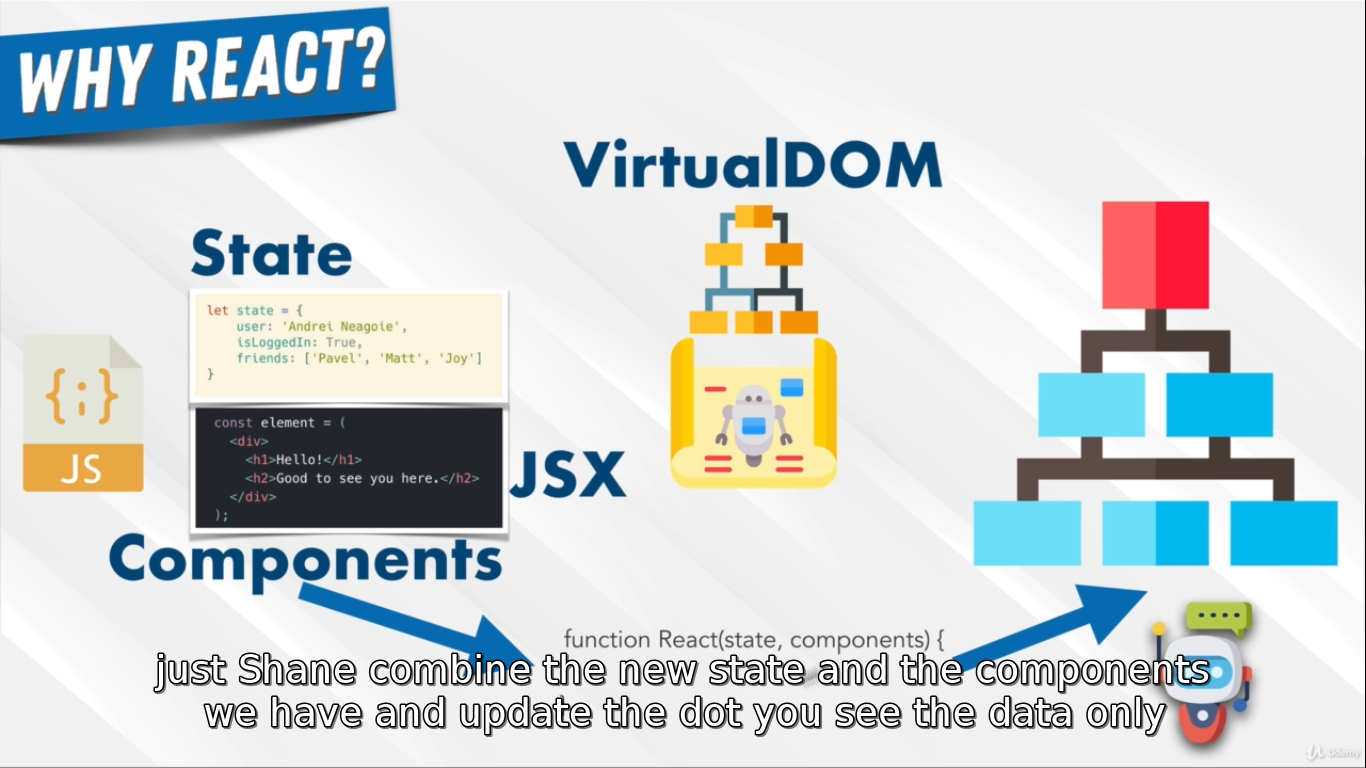 WHY REACT?
VirtualDOM
State
let state = {
user: 'Andrei Neagoie',
isLoggedIn: True,
friends: ['Pavel', 'Matt', 'Joy']
}
{;}
JS
const element = (
<div>
<h1>Hello!</h1>
<h2>Good to see you here.</h2>
</div>
);
JSX
Components
function React(state, components) {
just Shane combine the new state and the components
we have and update the dot you see the data only
Udemy